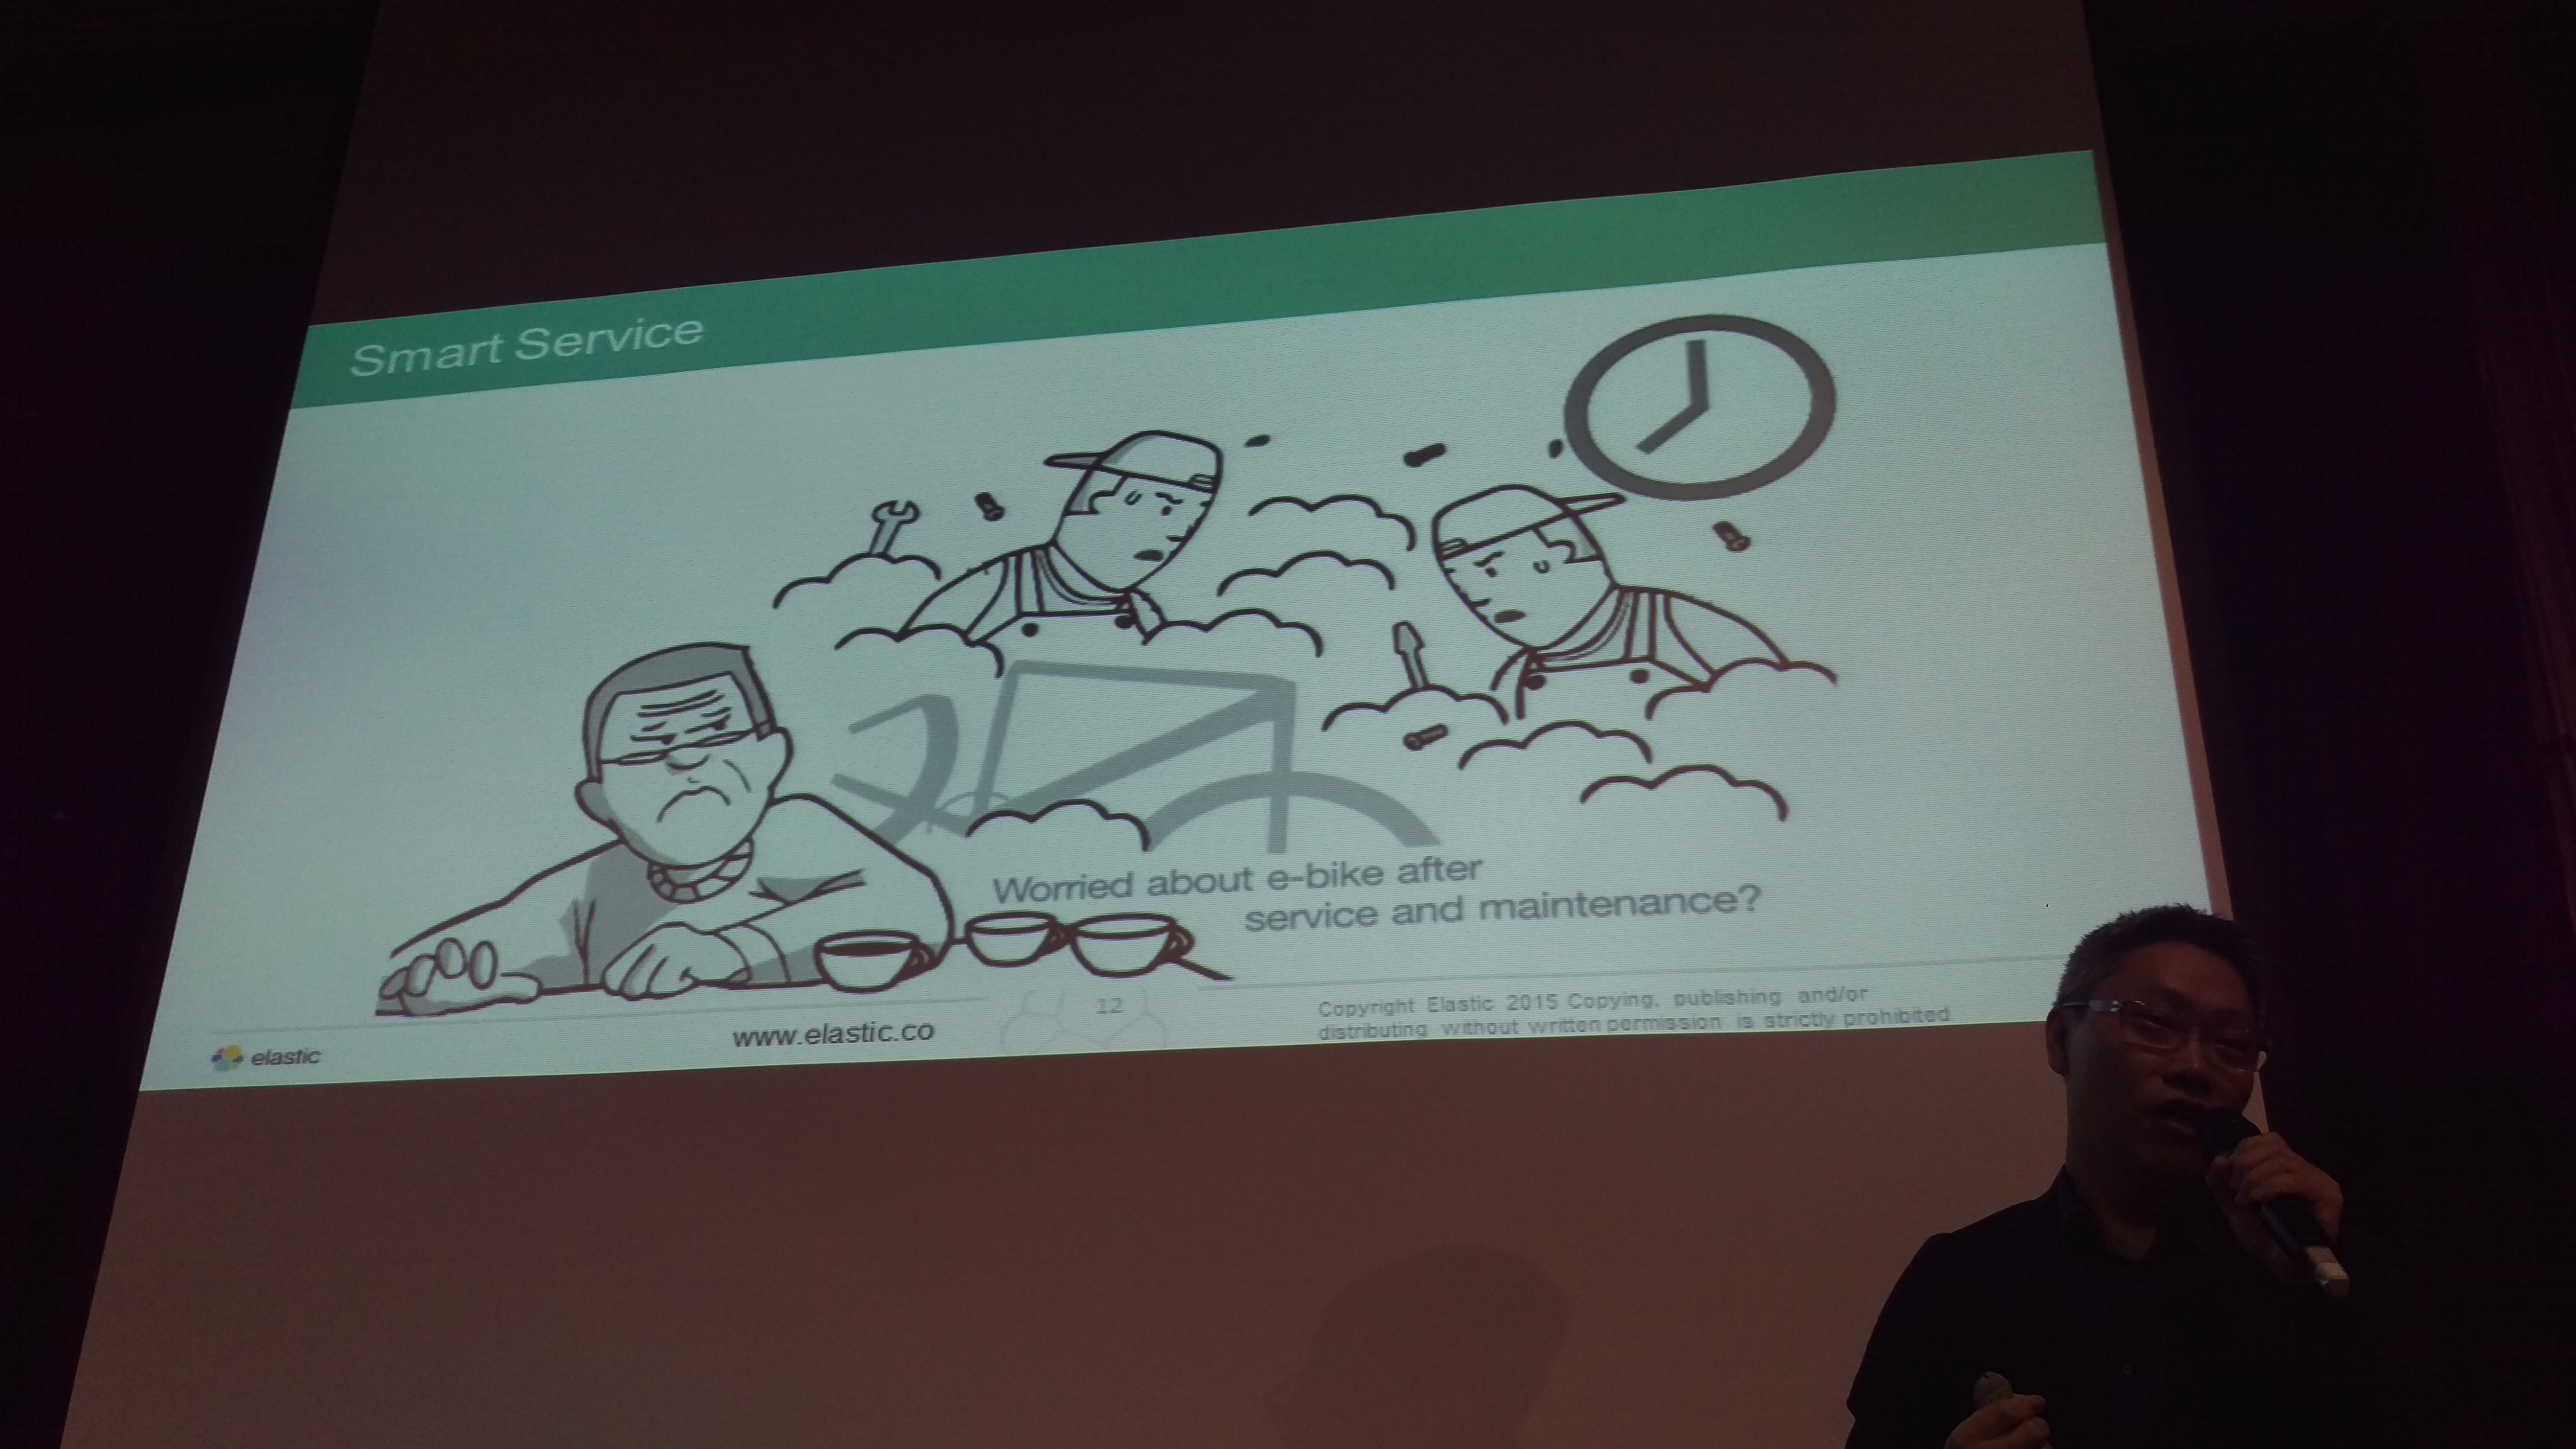 Smart Service
Worried about e-bike after
service and maintenance?
12
Copyright Elastic 2015 Copying, publishing and/or
distributing without written permission is strictly prohibited
www.elastic.co
elastic